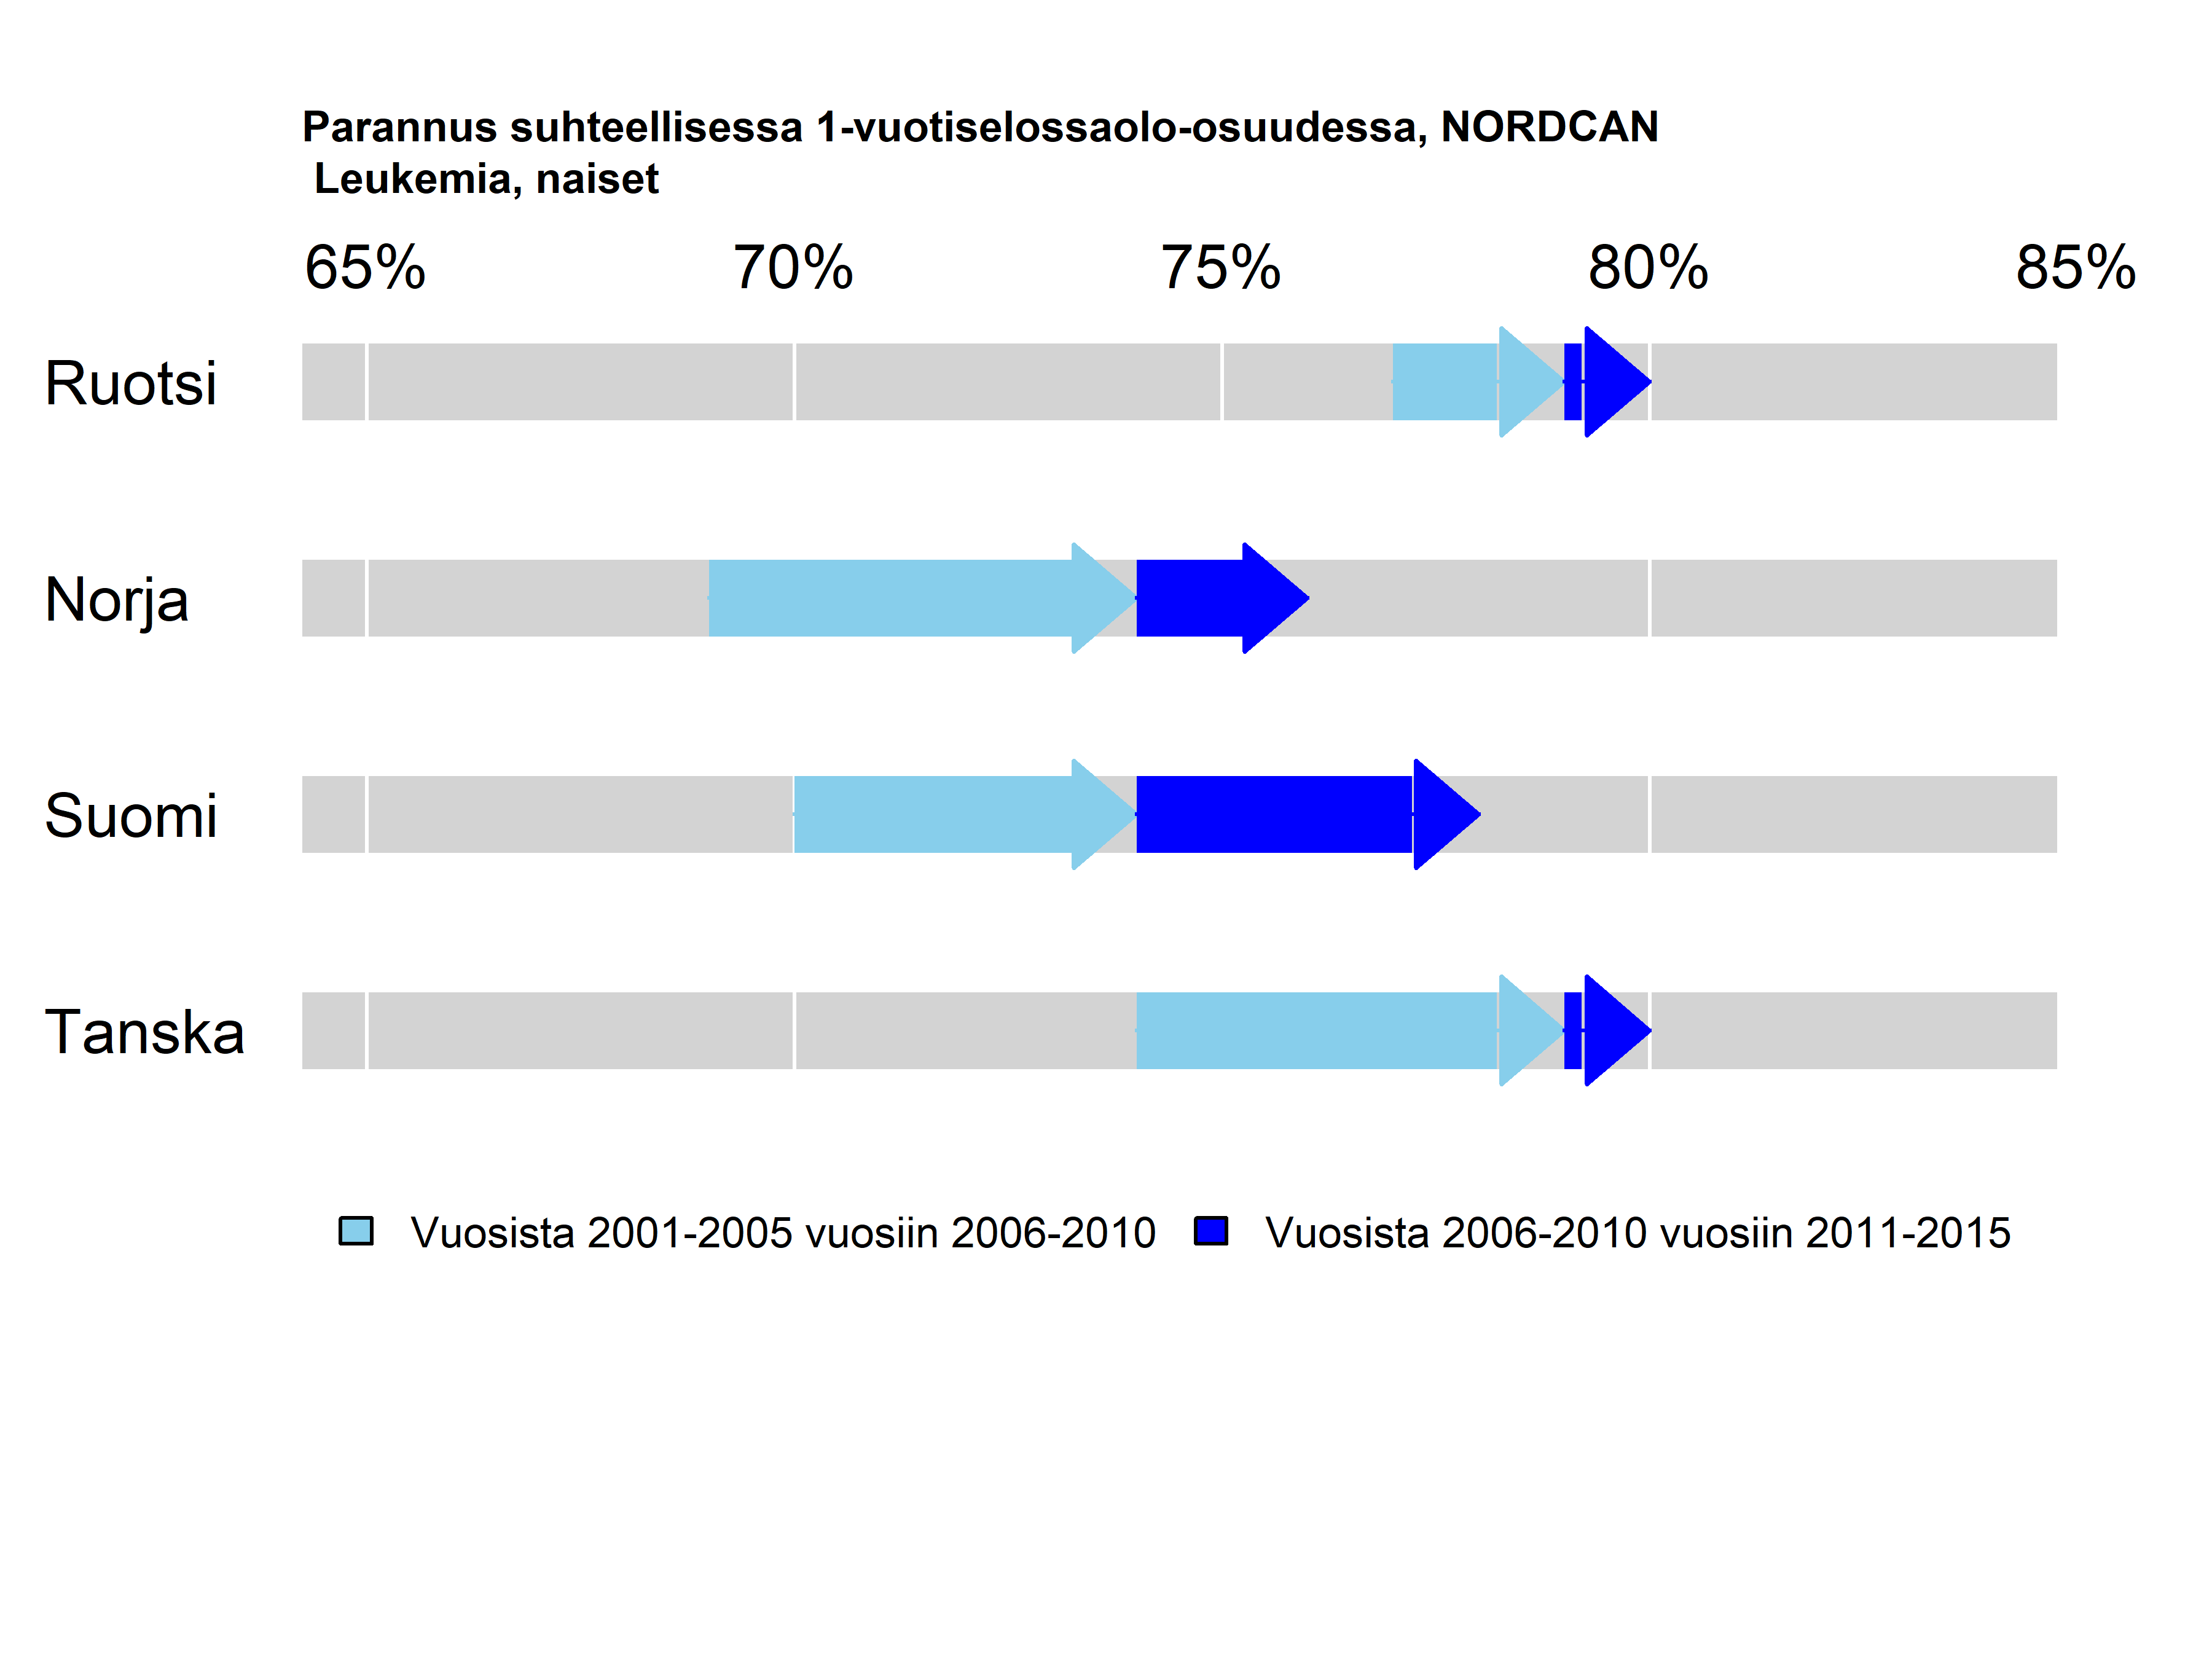 Parannus suhteellisessa 1-vuotiselossaolo-osuudessa, NORDCAN
Leukemia, naiset
65% 70% 75% 80% 85%
Ruotsi
Norja
Suomi
Tanska
Vuosista 2001-2005 vuosiin 2006-2010 Vuosista 2006-2010 vuosiin 2011-2015